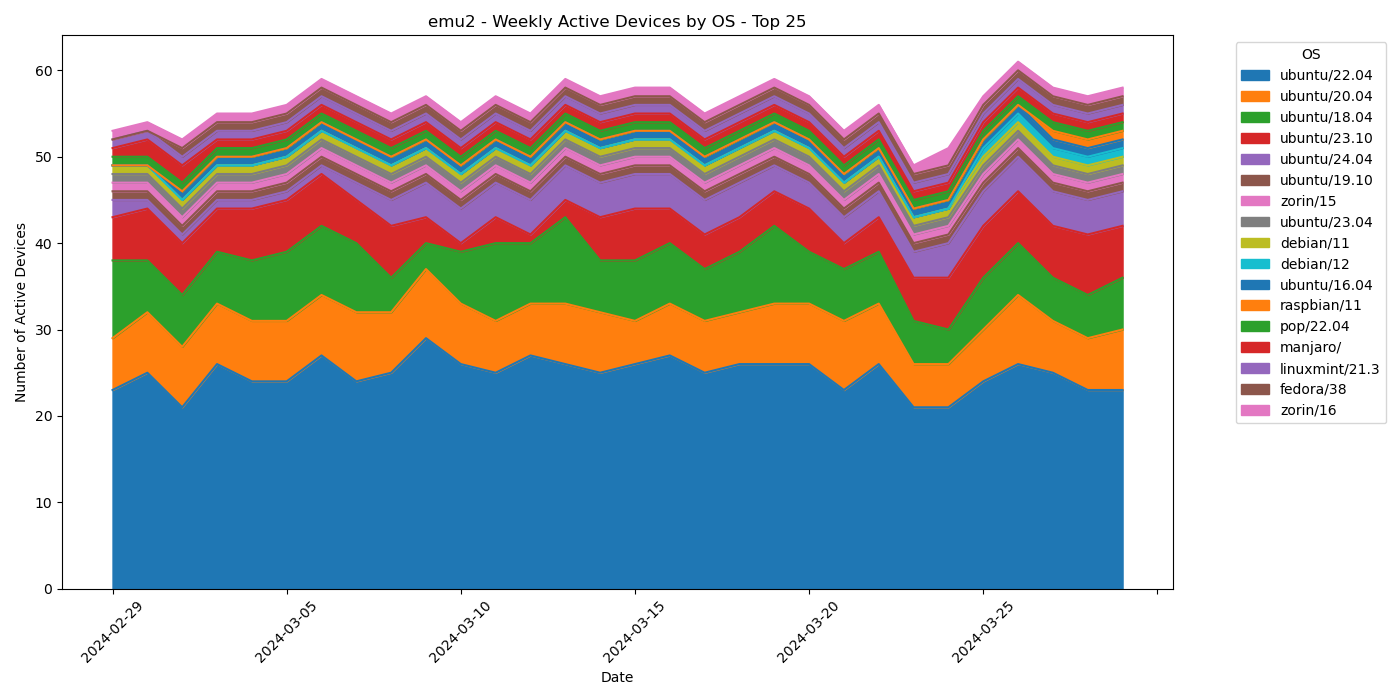 emu2 - Weekly Active Devices by OS - Top 25
Number of Active Devices
60
50
40
30
20
10
0
2024-02-29
2024-03-05
2024-03-10
2024-03-15
2024-03-20
2024-03-25
Date
OS
ubuntu/22.04
ubuntu/20.04
ubuntu/18.04
ubuntu/23.10
ubuntu/24.04
ubuntu/19.10
zorin/15
ubuntu/23.04
debian/11
debian/12
ubuntu/16.04
raspbian/11
pop/22.04
manjaro/
linuxmint/21.3
fedora/38
zorin/16